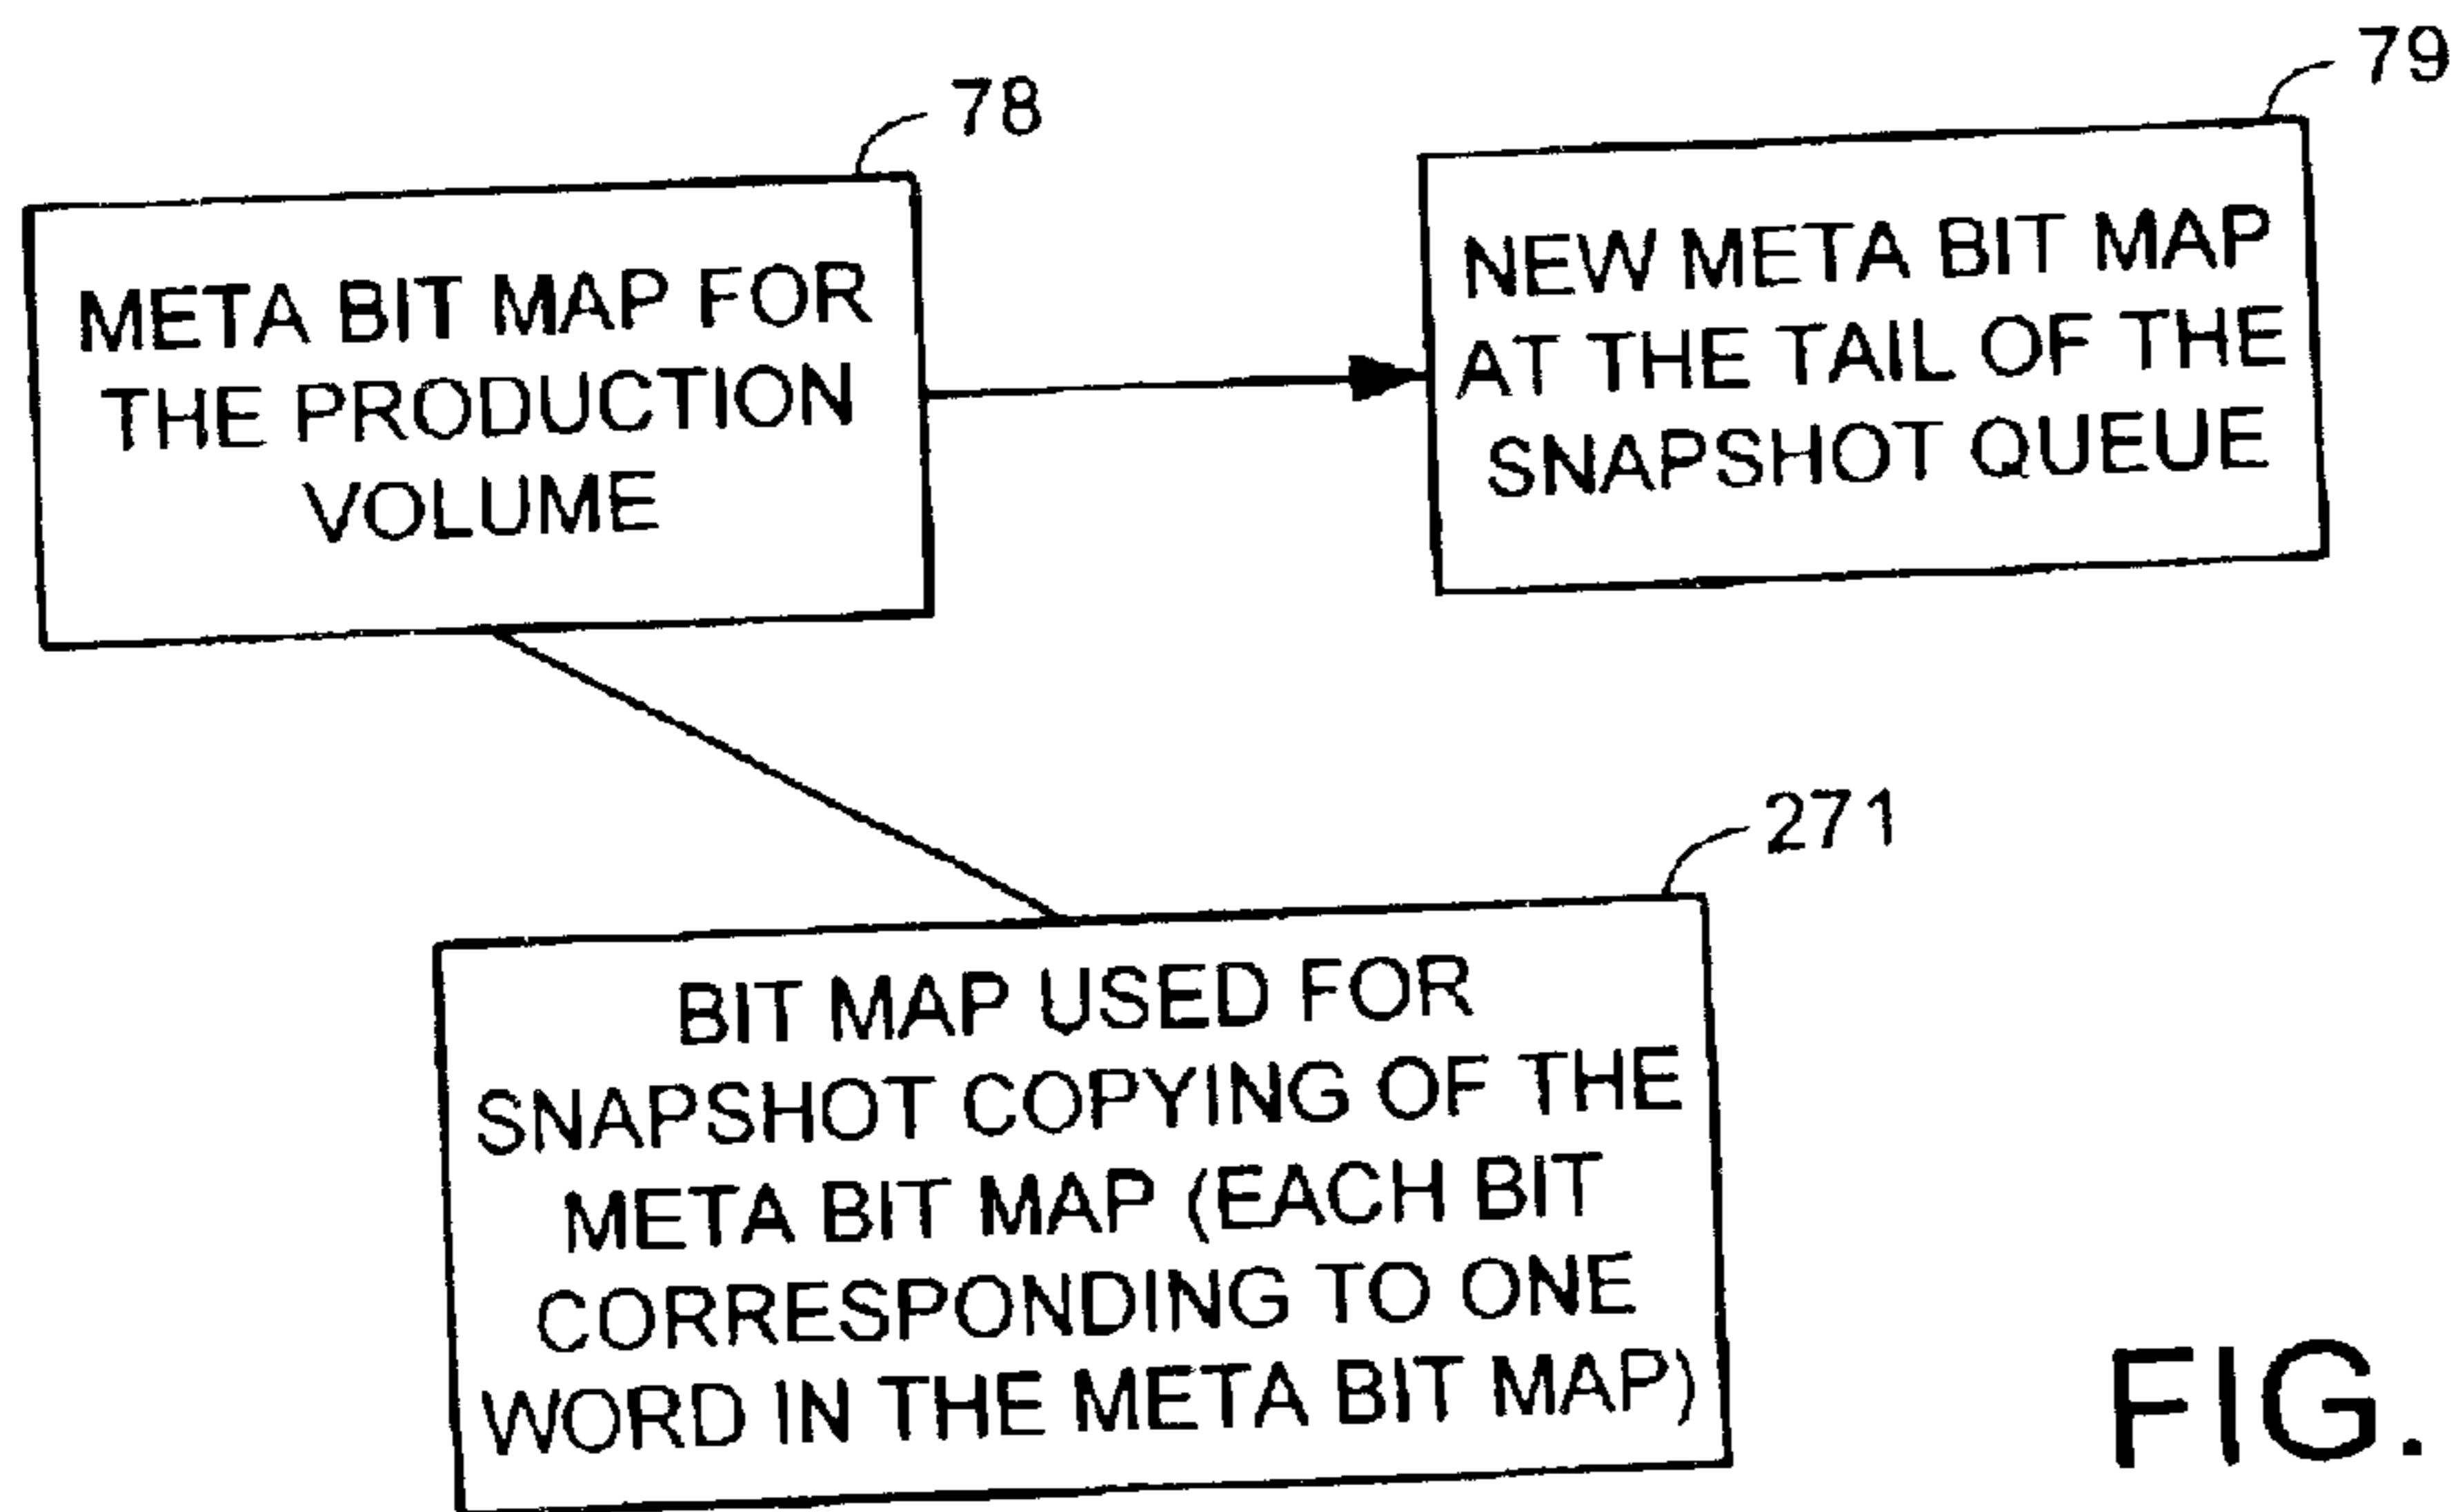 78
79
META BIT MAP FOR
THE PRODUCTION
VOLUME
NEW META BIT MAP
AT THE TAIL OF THE
SNAPSHOT QUEUE
271
BIT MAP USED FOR
SNAPSHOT COPYING OF THE
META BIT MAP (EACH BIT
CORRESPONDING TO ONE
WORD IN THE META BIT MAP)
FIG.